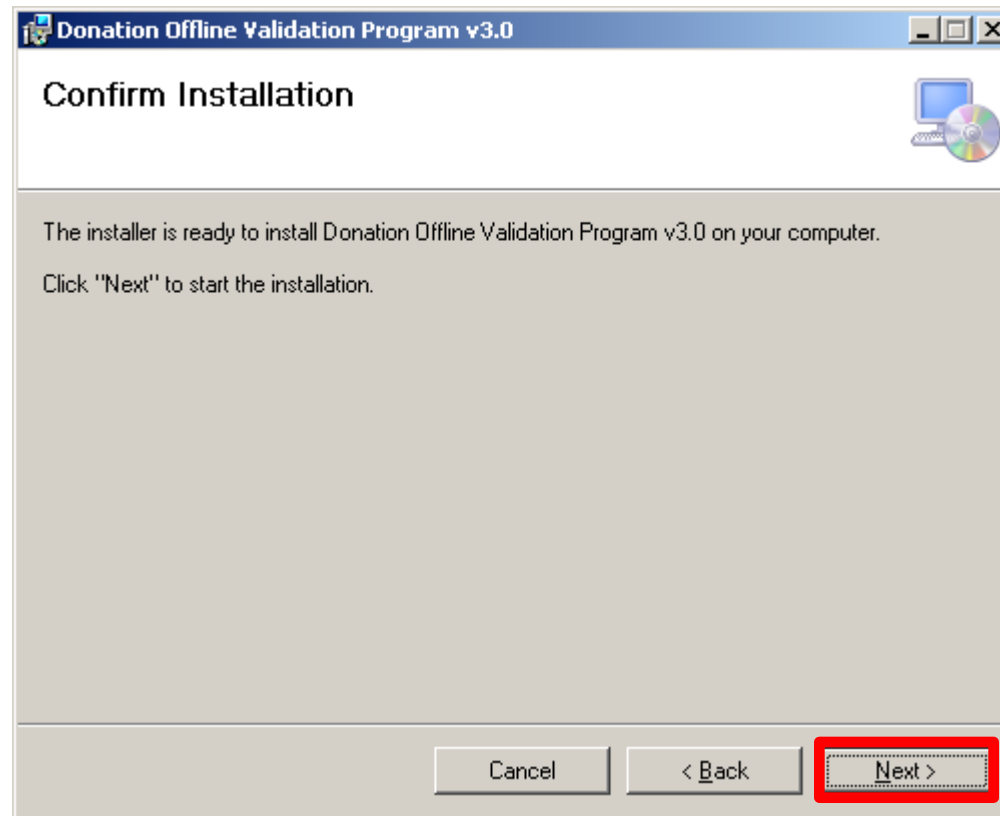 Donation Offline Validation Program v3.0
Confirm Installation
The installer is ready to install Donation Offline Validation Program v3.0 on your computer.
Click "Next" to start the installation.
Cancel
< Back
Next >